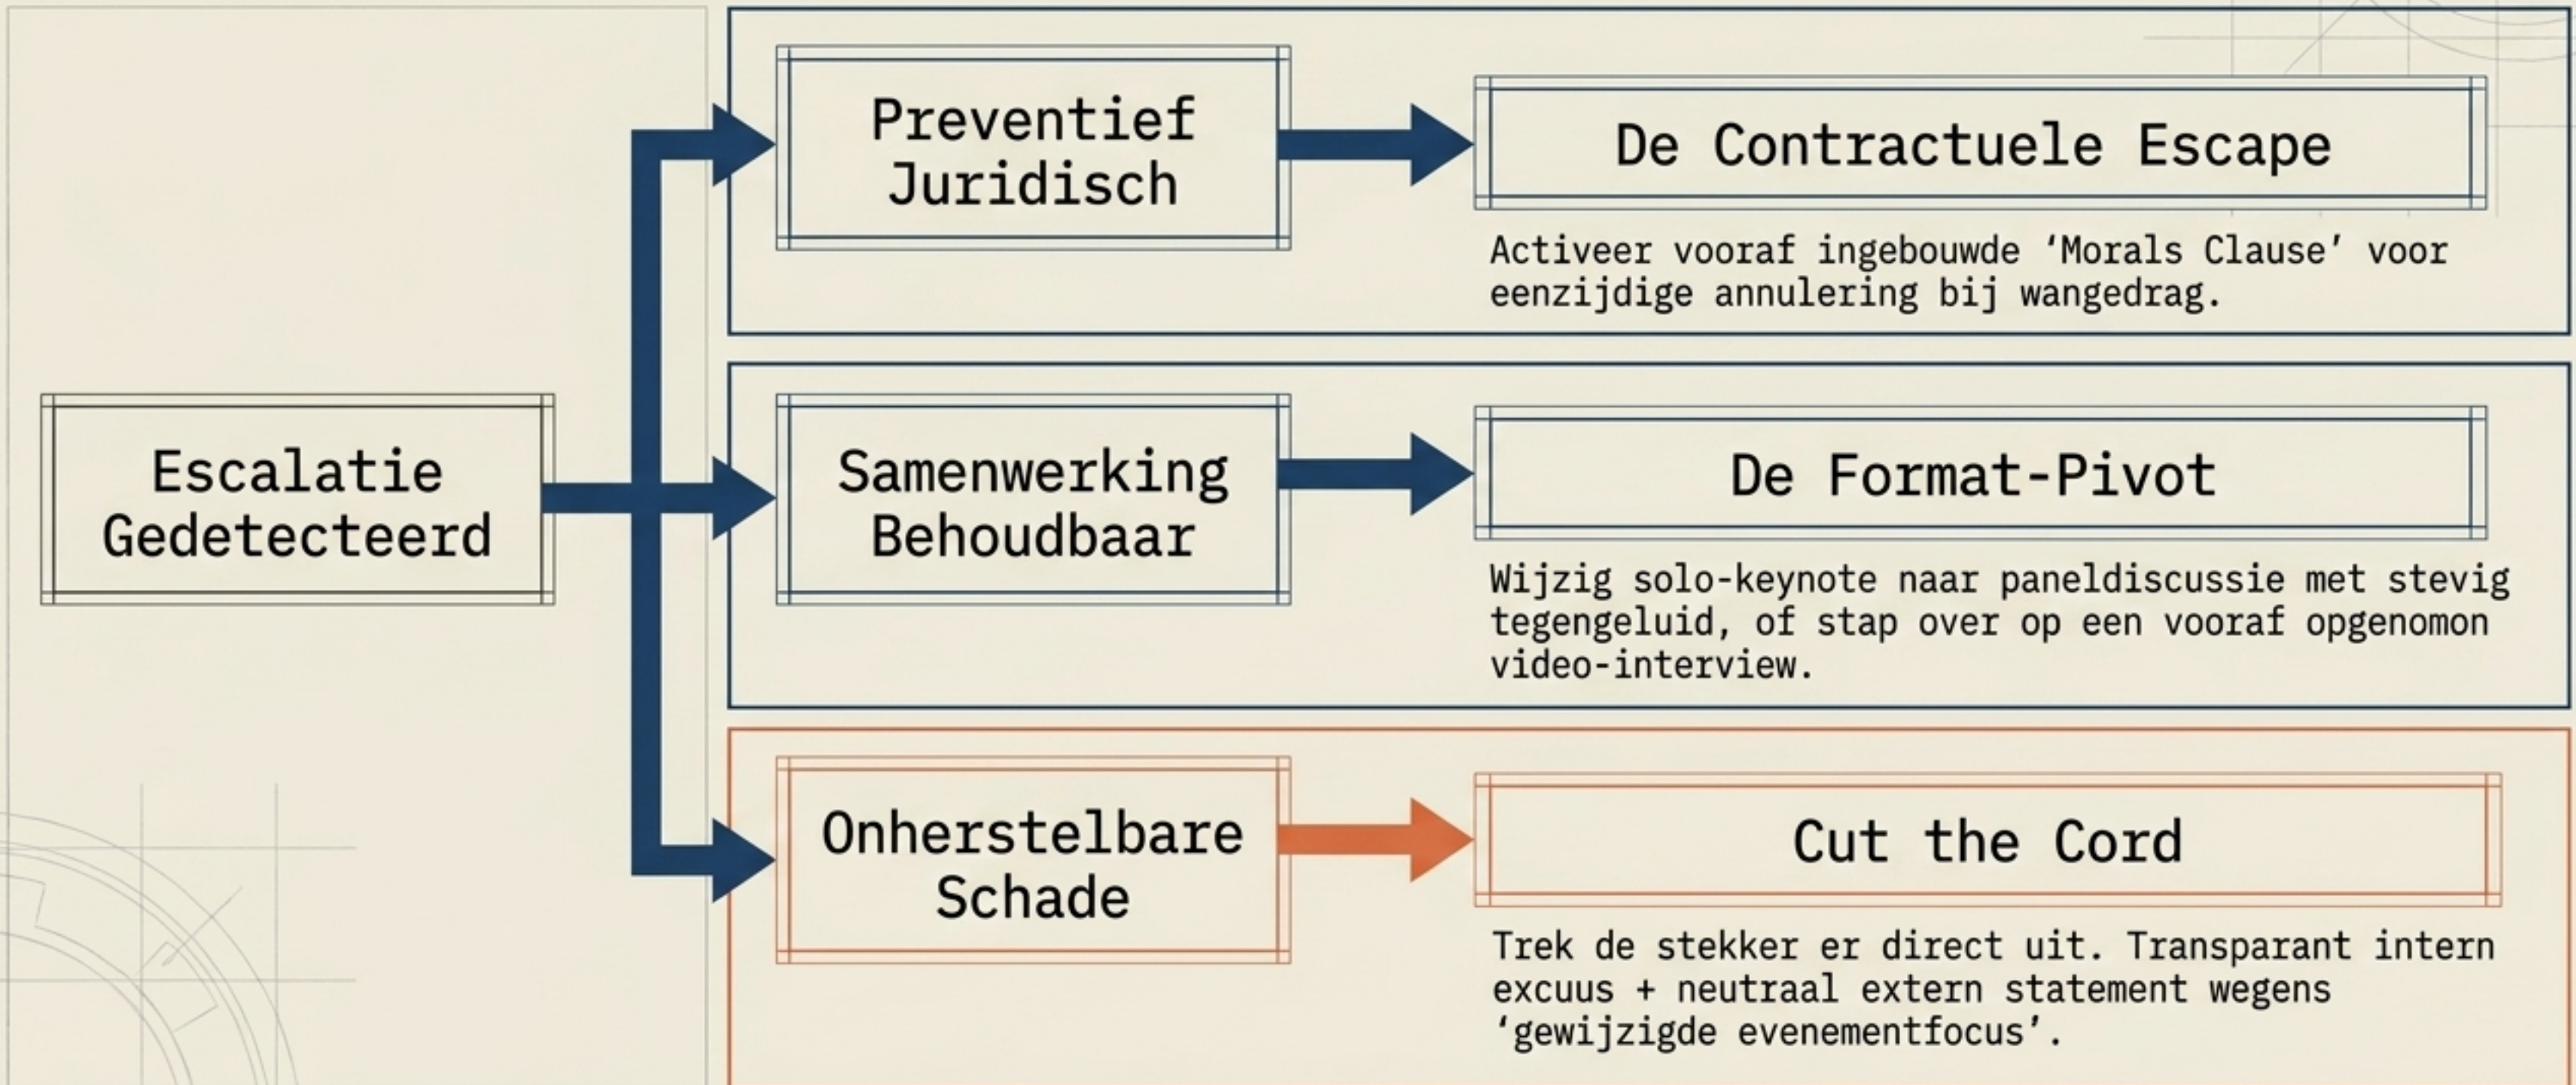 Preventief
Juridisch
De Contractuele Escape
Activeer vooraf ingebouwde ‘Morals Clause’ voor
eenzijdige annulering bij wangedrag.
Escalatie
Gedetecteerd
Samenwerking
Behoudbaar
De Format-Pivot
Wijzig solo-keynote naar paneldiscussie met stevig
tegengeluid, of stap over op een vooraf opgenomon
video-interview.
Onherstelbare
Schade
Cut the Cord
Trek de stekker er direct uit. Transparant intern
excuus + neutraal extern statement wegens
‘gewijzigde evenementfocus’.